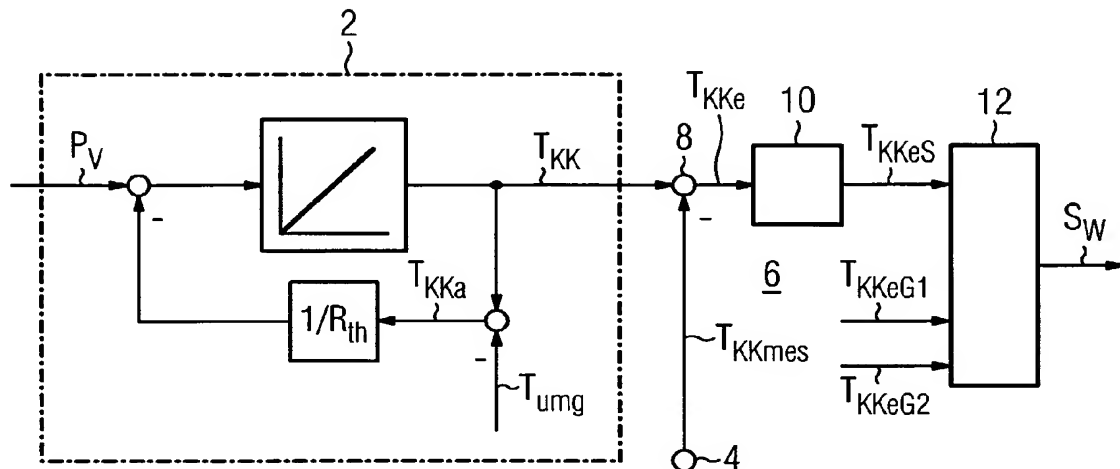 2
P_V
T_KK
T_KKa
1/R_th
T_umg
8
T_KKe
10
T_KKeS
12
6
T_KKmes
4
T_KKeG1
T_KKeG2
S_W
-
-
-